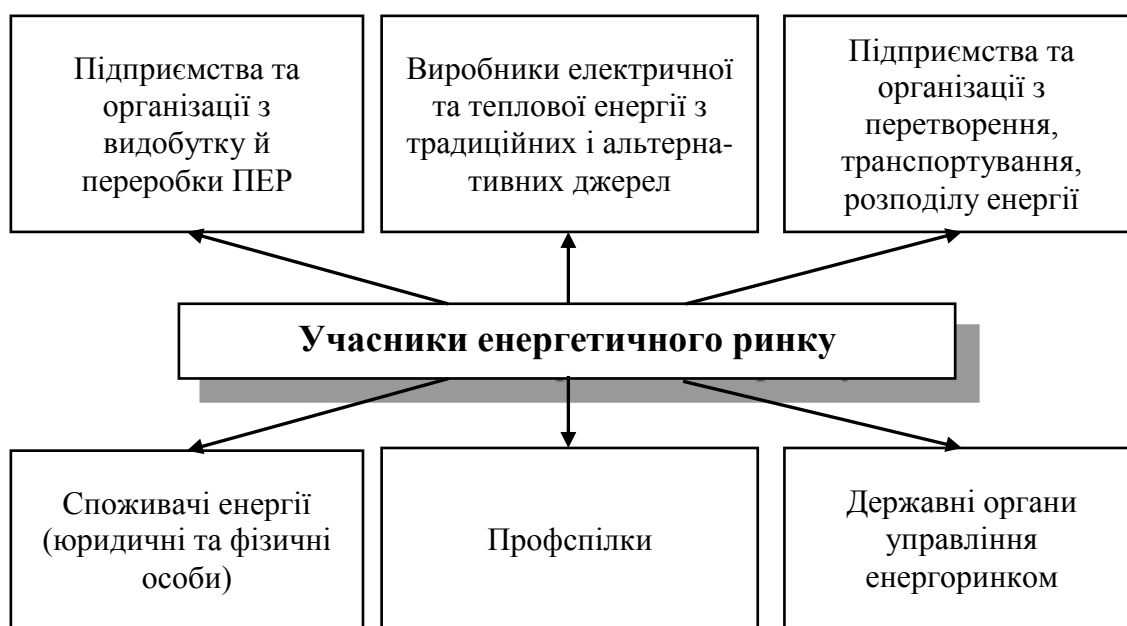 Підприємства та
організації з
видобутку й
переробки ПЕР
Виробники електричної
та теплової енергії з
традиційних і альтерна-
тивних джерел
Підприємства та
організації з
перетворення,
транспортування,
розподілу енергії
Учасники енергетичного ринку
Споживачі енергії
(юридичні та фізичні
особи)
Профспілки
Державні органи
управління
енергоринком